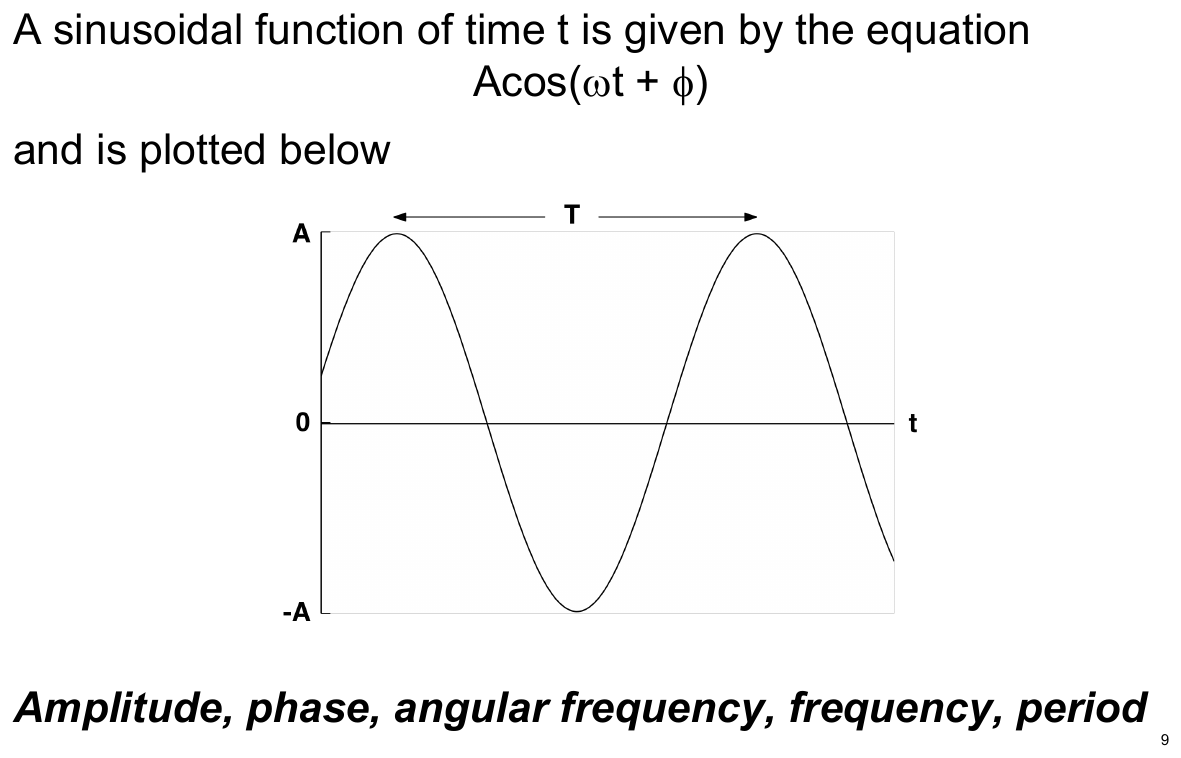 A sinusoidal function of time t is given by the equation
Acos(ωt + ϕ)
and is plotted below
T
A
0
t
-A
Amplitude, phase, angular frequency, frequency, period
9